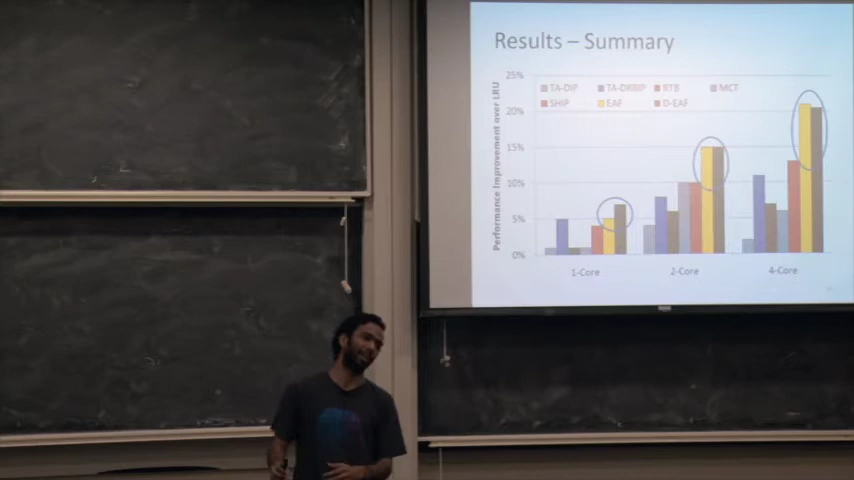 Results – Summary
Performance Improvement over LRU
25%
20%
15%
10%
5%
0%
TA-DIP TA-DRRIP RTB MCT
SHIP EAF D-EAF
1-Core 2-Core 4-Core